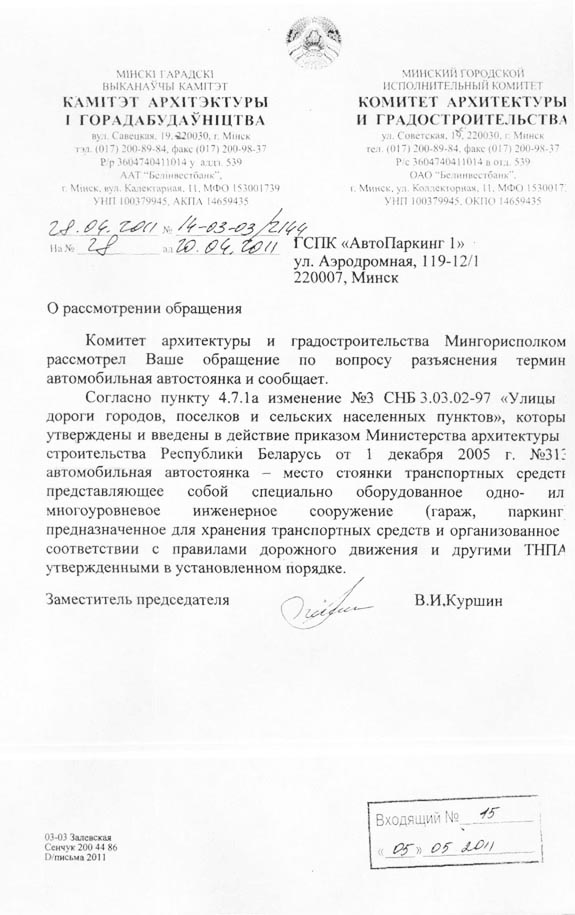 МІНСКІ ГАРАДСКІ
ВЫКАНАЎЧЫ КАМІТЭТ
КАМІТЭТ АРХІТЭКТУРЫ
І ГОРАДАБУДАЎНІЦТВА
вул. Савецкая, 19, 220030, г. Мінск
тэл. (017) 200-89-84, факс (017) 200-98-37
Р/р 3604740411014 у аддз. 539
ААТ "Белінвестбанк",
г. Мінск, вул. Калектарная, 11, МФО 153001739
УНП 100379945, АКПА 14659435
МИНСКИЙ ГОРОДСКОЙ
ИСПОЛНИТЕЛЬНЫЙ КОМИТЕТ
КОМИТЕТ АРХИТЕКТУРЫ
И ГРАДОСТРОИТЕЛЬСТВА
ул. Советская, 220030, г. Минск
тел. (017) 200-89-84, факс (017) 200-98-37
Р/с 3604740411014 в отд. 539
ОАО "Белинвестбанк",
г. Минск, ул. Коллекторная, 11, МФО 15300173
УНП 100379945, ОКПО 14659435
28.04.2011 № 14-03-03/2144
На № 28 ад 20.04.2011
ГСПК «АвтоПаркинг 1»
ул. Аэродромная, 119-12/1
220007, Минск
О рассмотрении обращения
Комитет архитектуры и градостроительства Мингорисполком
рассмотрел Ваше обращение по вопросу разъяснения термин
автомобильная автостоянка и сообщает.
Согласно пункту 4.7.1а изменение №3 СНБ 3.03.02-97 «Улицы
дороги городов, поселков и сельских населенных пунктов», которы
утверждены и введены в действие приказом Министерства архитектуры
строительства Республики Беларусь от 1 декабря 2005 г. №313
автомобильная автостоянка – место стоянки транспортных средств
представляющее собой специально оборудованное одно- ил
многоуровневое инженерное сооружение (гараж, паркинг
предназначенное для хранения транспортных средств и организованное
соответствии с правилами дорожного движения и другими ТНПА
утвержденными в установленном порядке.
Заместитель председателя В.И.Куршин
03-03 Залевская
Сенчук 200 44 86
D/письма 2011
Входящий № 15
«05» 05 2011